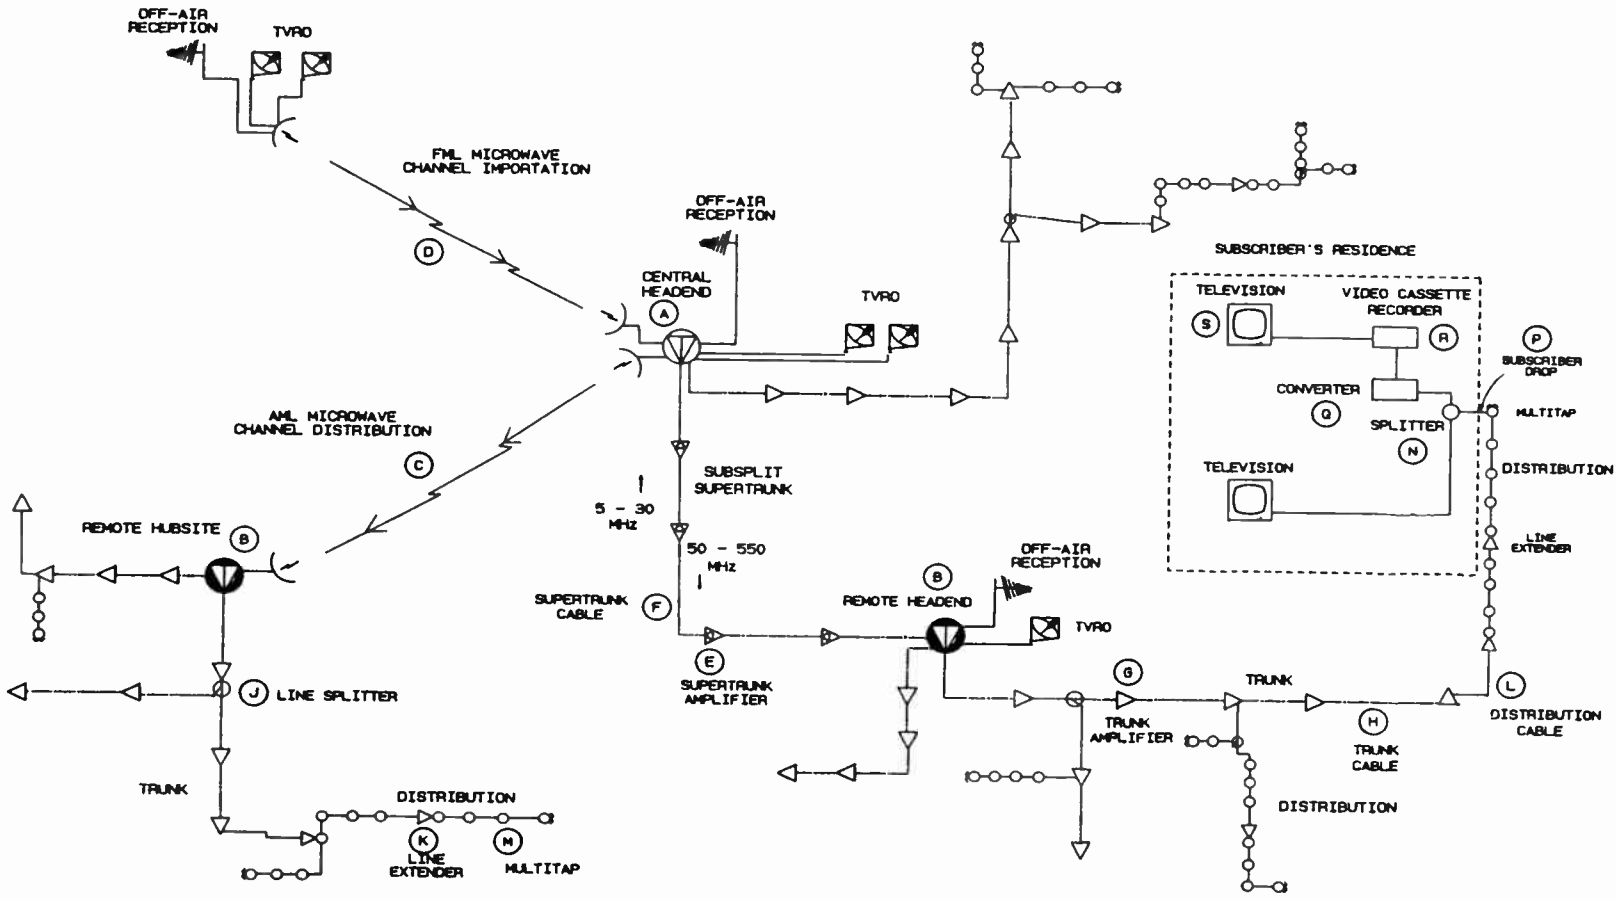 OFF-AIR
RECEPTION
TVRO
FML MICROWAVE
CHANNEL IMPORTATION
D
OFF-AIR
RECEPTION
CENTRAL
HEADEND
A
TVRO
SUBSCRIBER'S RESIDENCE
TELEVISION
S
VIDEO CASSETTE
RECORDER
R
P
SUBSCRIBER
DROP
CONVERTER
Q
SPLITTER
N
MULTITAP
TELEVISION
DISTRIBUTION
LINE
EXTENDER
AML MICROWAVE
CHANNEL DISTRIBUTION
C
SUBSPLIT
SUPERTRUNK
5 - 30
MHz
50 - 550
MHz
REMOTE HUBSITE
B
SUPERTRUNK
CABLE
F
B
REMOTE HEADEND
OFF-AIR
RECEPTION
TVRO
E
SUPERTRUNK
AMPLIFIER
J
LINE SPLITTER
G
TRUNK
AMPLIFIER
TRUNK
H
TRUNK
CABLE
L
DISTRIBUTION
CABLE
TRUNK
DISTRIBUTION
K
LINE
EXTENDER
M
MULTITAP
DISTRIBUTION